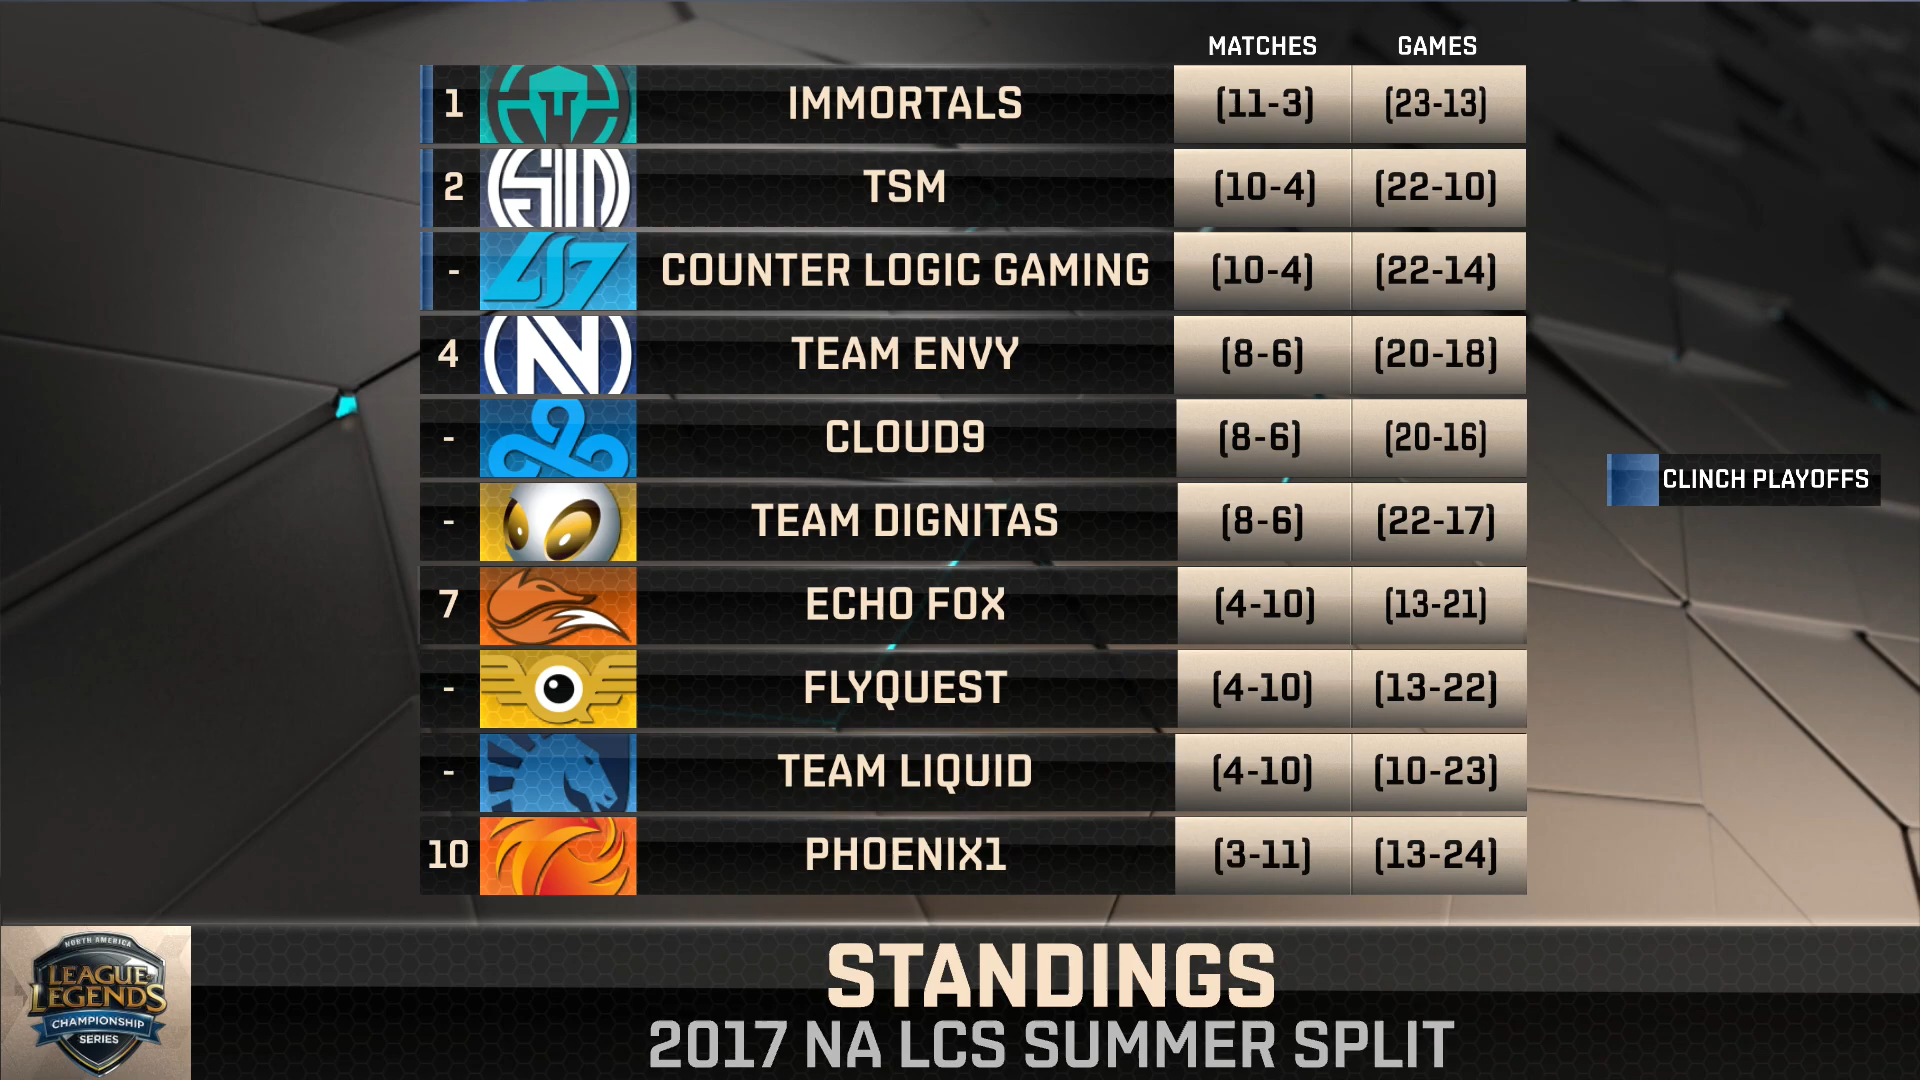 MATCHES GAMES
1 IMMORTALS (11-3) (23-13)
2 TSM (10-4) (22-10)
- COUNTER LOGIC GAMING (10-4) (22-14)
4 TEAM ENVY (8-6) (20-18)
- CLOUD9 (8-6) (20-16)
- TEAM DIGNITAS (8-6) (22-17)
7 ECHO FOX (4-10) (13-21)
- FLYQUEST (4-10) (13-22)
- TEAM LIQUID (4-10) (10-23)
10 PHOENIX1 (3-11) (13-24)
CLINCH PLAYOFFS
NORTH AMERICA
LEAGUE OF
LEGENDS
CHAMPIONSHIP
SERIES
STANDINGS
2017 NA LCS SUMMER SPLIT